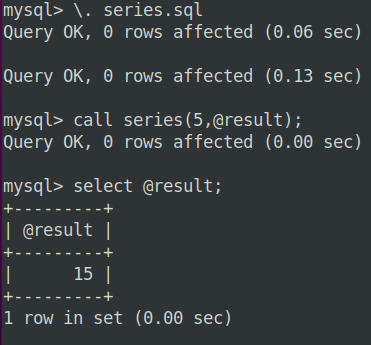 mysql> \. series.sql
Query OK, 0 rows affected (0.06 sec)
Query OK, 0 rows affected (0.13 sec)
mysql> call series(5,@result);
Query OK, 0 rows affected (0.00 sec)
mysql> select @result;
+---------+
| @result |
+---------+
|      15 |
+---------+
1 row in set (0.00 sec)